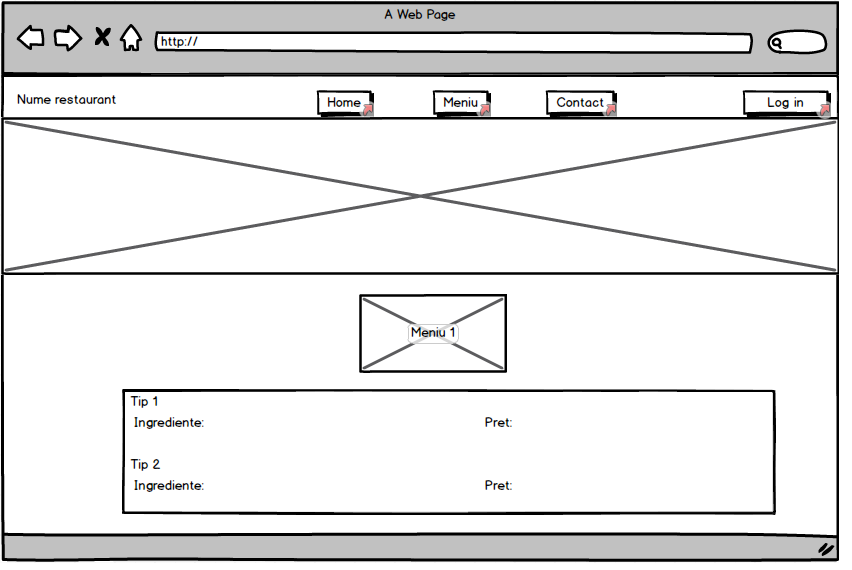 A Web Page
http://
Nume restaurant Home Meniu Contact Log in
Meniu 1
Tip 1
Ingrediente: Pret:
Tip 2
Ingrediente: Pret: